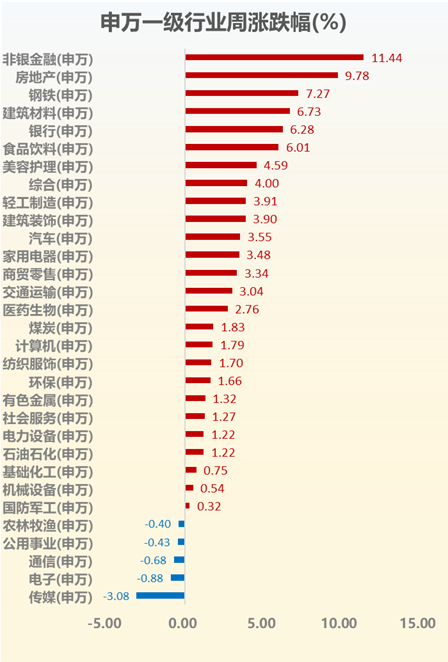 申万一级行业周涨跌幅(%)
非银金融(申万) 11.44
房地产(申万) 9.78
钢铁(申万) 7.27
建筑材料(申万) 6.73
银行(申万) 6.28
食品饮料(申万) 6.01
美容护理(申万) 4.59
综合(申万) 4.00
轻工制造(申万) 3.91
建筑装饰(申万) 3.90
汽车(申万) 3.55
家用电器(申万) 3.48
商贸零售(申万) 3.34
交通运输(申万) 3.04
医药生物(申万) 2.76
煤炭(申万) 1.83
计算机(申万) 1.79
纺织服饰(申万) 1.70
环保(申万) 1.66
有色金属(申万) 1.32
社会服务(申万) 1.27
电力设备(申万) 1.22
石油石化(申万) 1.22
基础化工(申万) 0.75
机械设备(申万) 0.54
国防军工(申万) 0.32
农林牧渔(申万) -0.40
公用事业(申万) -0.43
通信(申万) -0.68
电子(申万) -0.88
传媒(申万) -3.08
-5.00 0.00 5.00 10.00 15.00